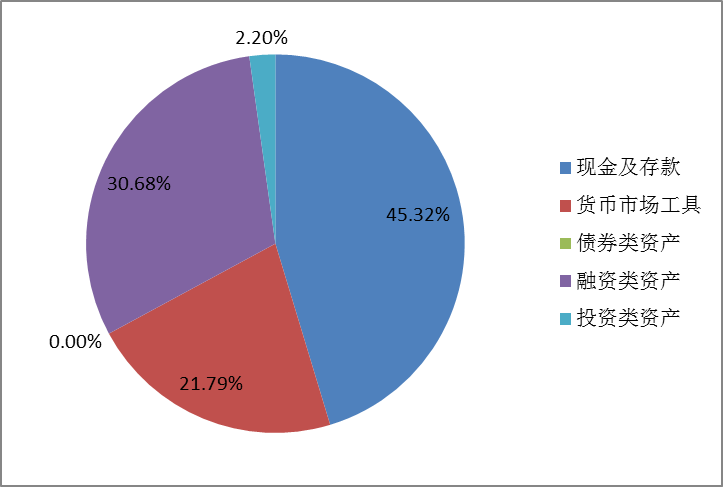 2.20%
30.68%
45.32%
0.00%
21.79%
现金及存款
货币市场工具
债券类资产
融资类资产
投资类资产